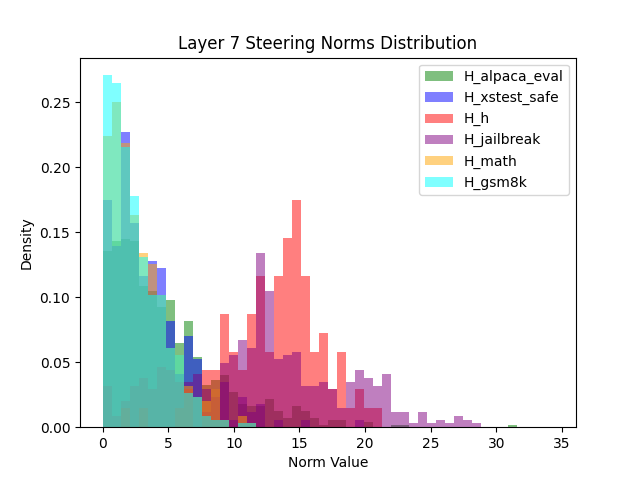 Layer 7 Steering Norms Distribution
H_alpaca_eval
H_xstest_safe
H_h
H_jailbreak
H_math
H_gsm8k
Density
0.25
0.20
0.15
0.10
0.05
0.00
0 5 10 15 20 25 30 35
Norm Value